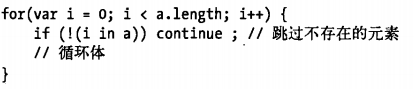 for(var i = 0; i < a.length; i++) {
    if (!(i in a)) continue ; // 跳过不存在的元素
    // 循环体
}